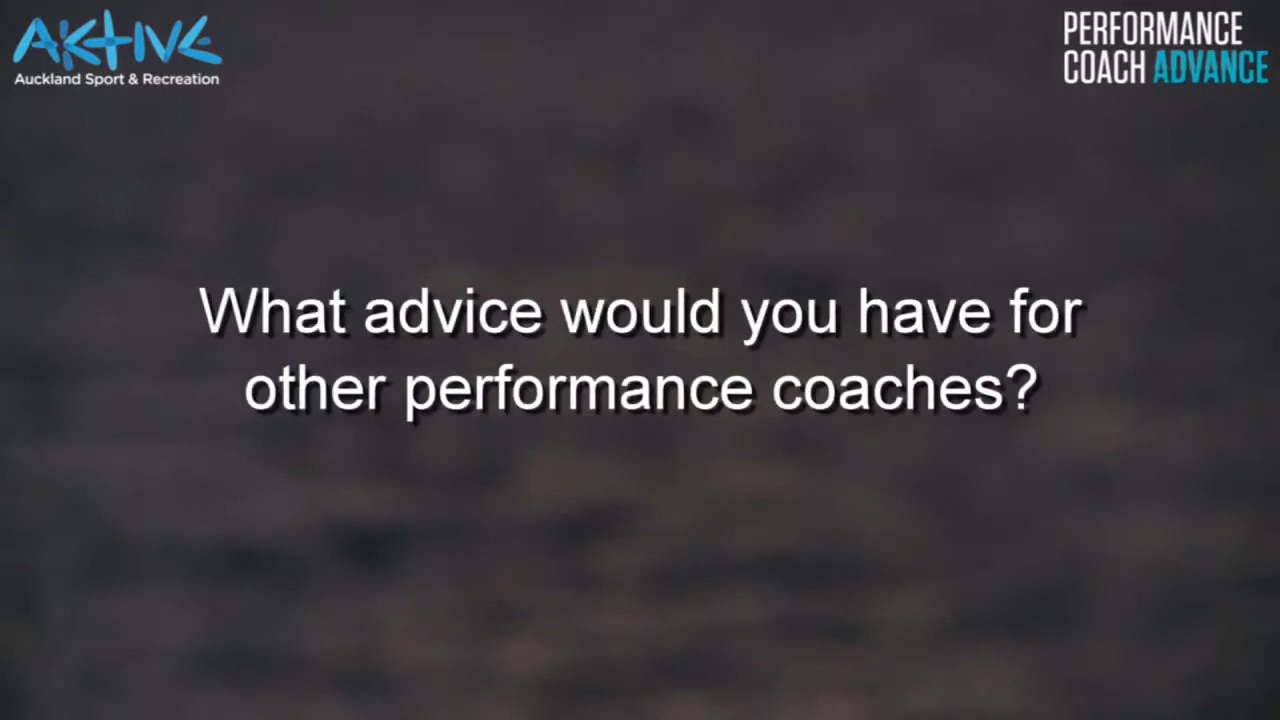 AKTIVE
Auckland Sport & Recreation
PERFORMANCE
COACH ADVANCE
What advice would you have for
other performance coaches?